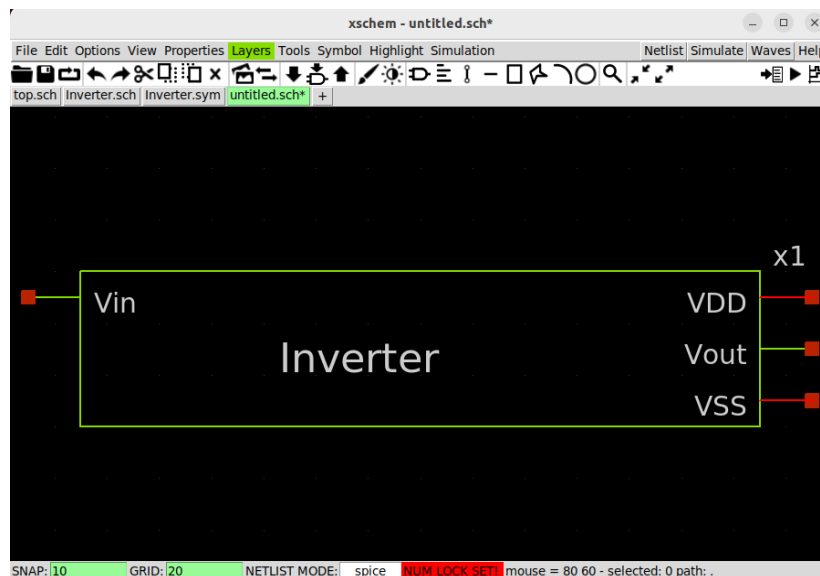 xschem - untitled.sch*
File Edit Options View Properties Layers Tools Symbol Highlight Simulation Netlist Simulate Waves Help
top.sch Inverter.sch Inverter.sym untitled.sch* +
x1
Vin VDD
Inverter Vout
VSS
SNAP: 10 GRID: 20 NETLIST MODE: spice NUM LOCK SET! mouse = 80 60 - selected: 0 path: .